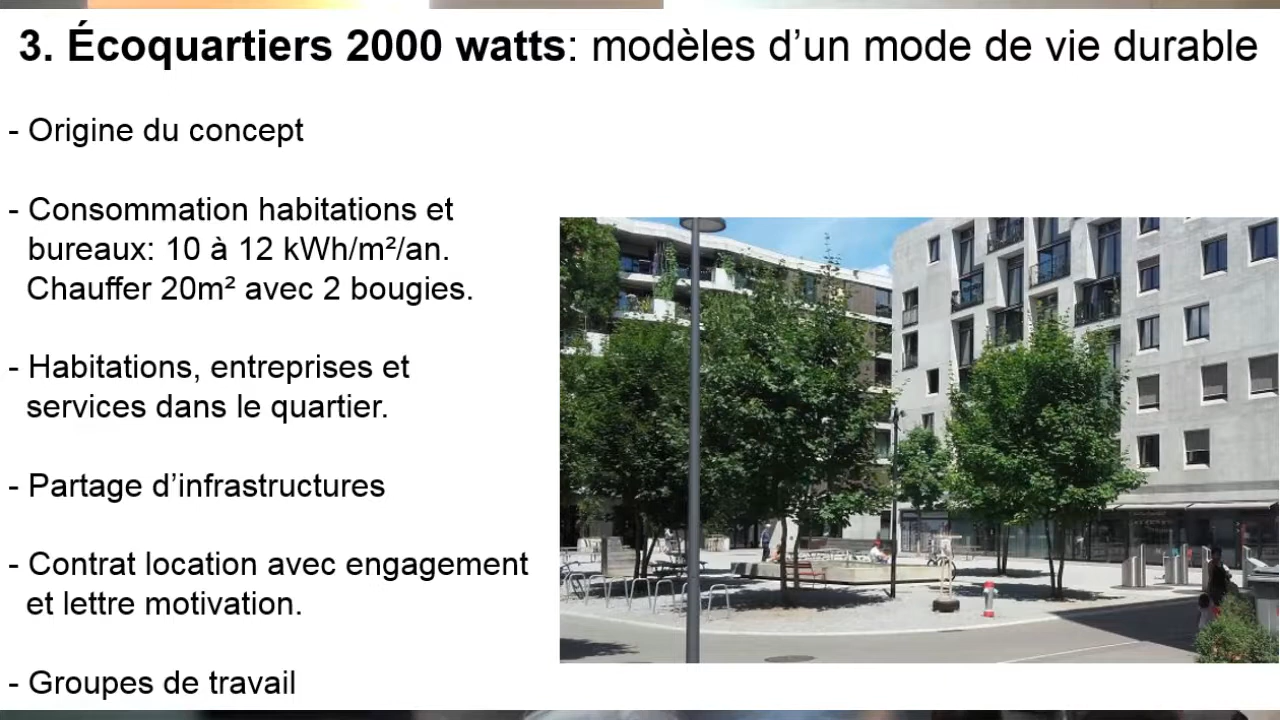 3. Écoquartiers 2000 watts: modèles d’un mode de vie durable
- Origine du concept
- Consommation habitations et
bureaux: 10 à 12 kWh/m²/an.
Chauffer 20m² avec 2 bougies.
- Habitations, entreprises et
services dans le quartier.
- Partage d’infrastructures
- Contrat location avec engagement
et lettre motivation.
- Groupes de travail